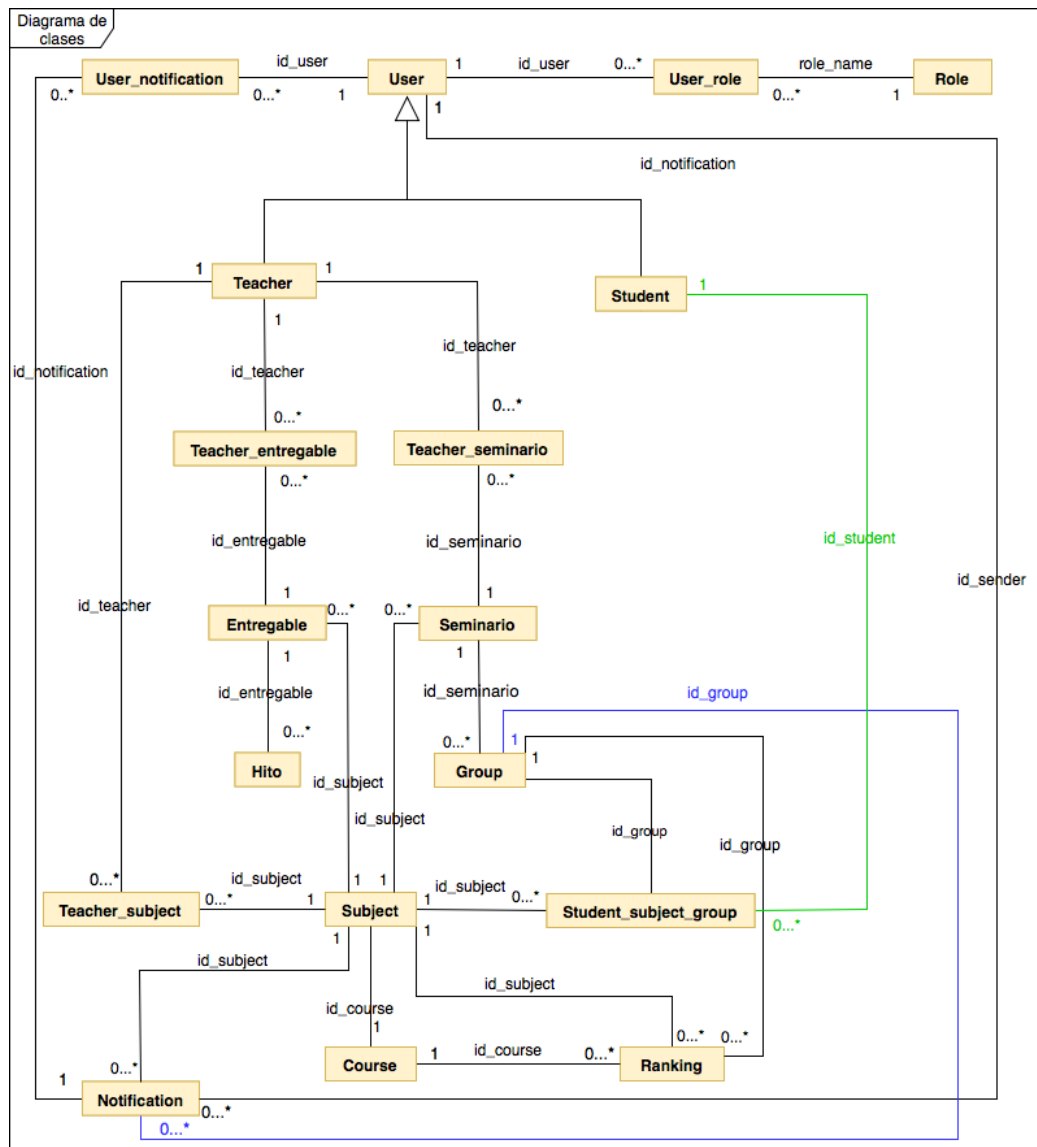 Diagrama de
clases
id_user
1
id_user
0...*
role_name
User_notification
User
User_role
Role
0..*
0...*
1
1
0...*
1
id_notification
1
1
Teacher
1
Student
1
id_notification
id_teacher
id_teacher
0...*
0...*
Teacher_entregable
Teacher_seminario
0...*
0...*
id_entregable
id_seminario
id_student
id_teacher
id_sender
1
0...*
0...*
1
Entregable
Seminario
1
1
id_entregable
id_seminario
id_group
0...*
0...*
1
1
Hito
Group
id_subject
id_subject
id_group
id_group
0...*
id_subject
0...*
1
1
1
1
id_subject
0...*
Teacher_subject
Subject
Student_subject_group
0...*
1
1
id_subject
id_subject
id_course
1
0...*
0...*
1
id_course
0...*
Course
Ranking
0...*
1
Notification
0...*
0...*